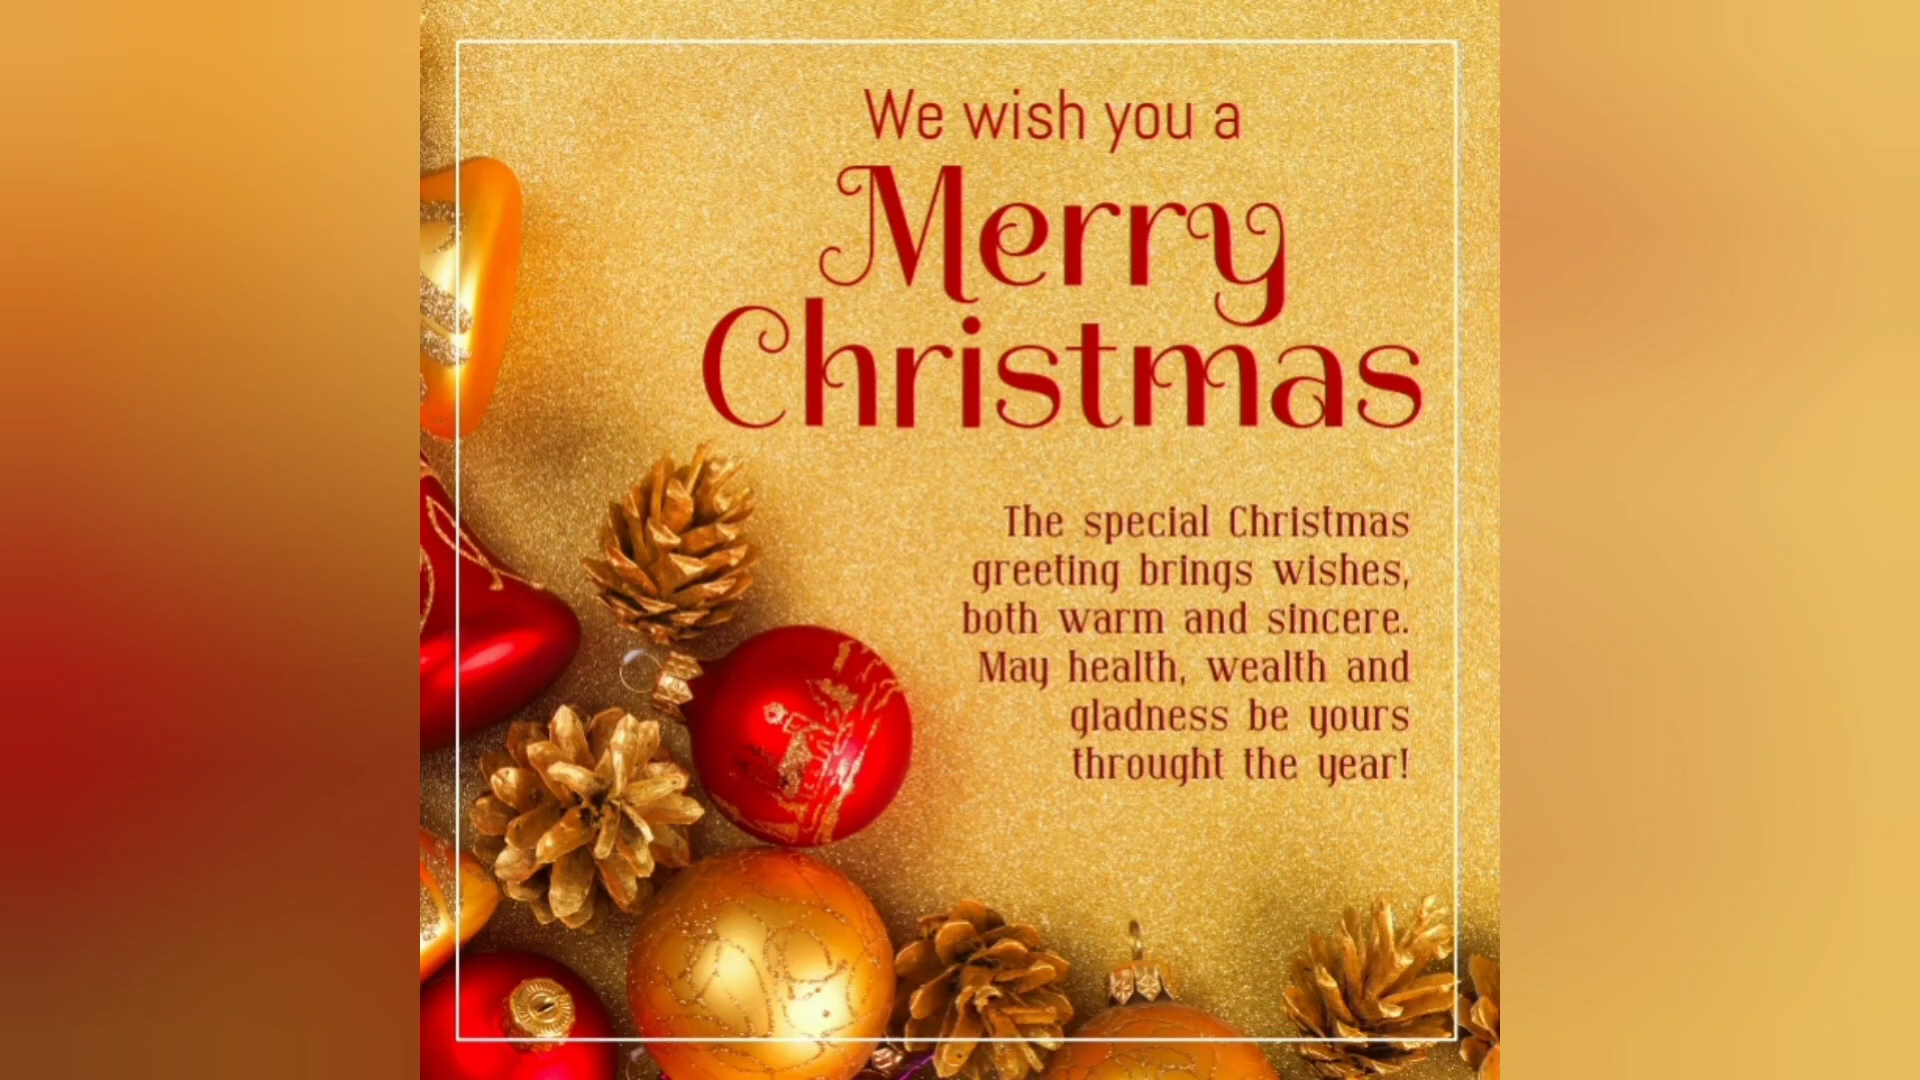 We wish you a
Merry
Christmas
The special Christmas
greeting brings wishes,
both warm and sincere.
May health, wealth and
gladness be yours
throught the year!